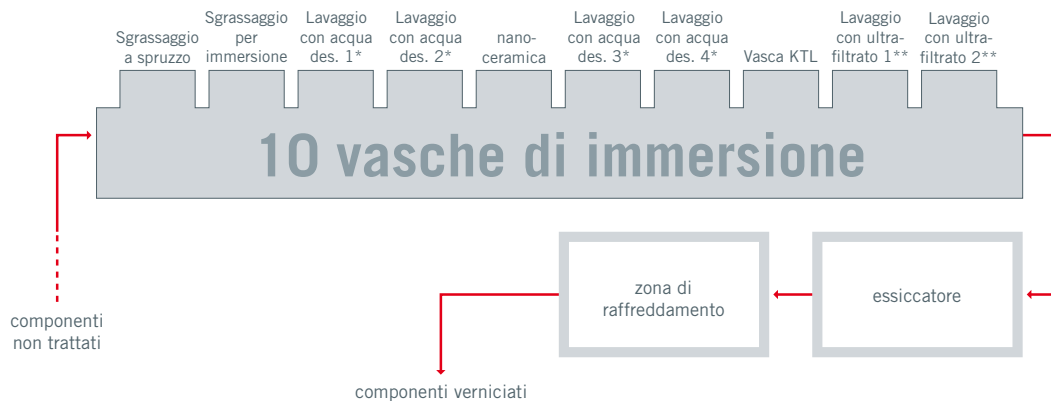 Sgrassaggio
a spruzzo
Sgrassaggio
per
immersione
Lavaggio
con acqua
des. 1*
Lavaggio
con acqua
des. 2*
nano-
ceramica
Lavaggio
con acqua
des. 3*
Lavaggio
con acqua
des. 4*
Vasca KTL
Lavaggio
con ultra-
filtrato 1**
Lavaggio
con ultra-
filtrato 2**
10 vasche di immersione
componenti
non trattati
zona di
raffreddamento
essiccatore
componenti verniciati